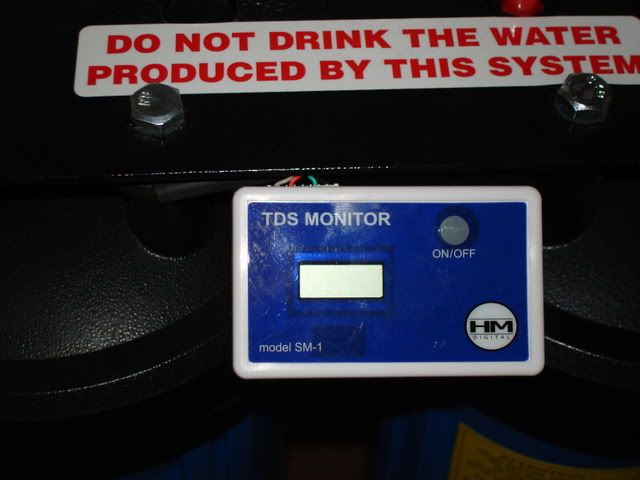 DO NOT DRINK THE WATER
PRODUCED BY THIS SYSTEM
TDS MONITOR
ON/OFF
HM
DIGITAL
model SM-1